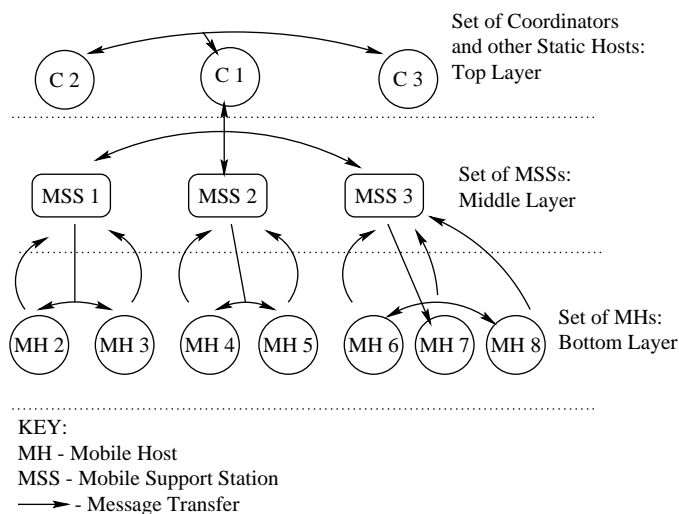 Set of Coordinators
and other Static Hosts:
Top Layer
C 2
C 1
C 3
Set of MSSs:
Middle Layer
MSS 1
MSS 2
MSS 3
Set of MHs:
Bottom Layer
MH 2
MH 3
MH 4
MH 5
MH 6
MH 7
MH 8
KEY:
MH - Mobile Host
MSS - Mobile Support Station
- Message Transfer